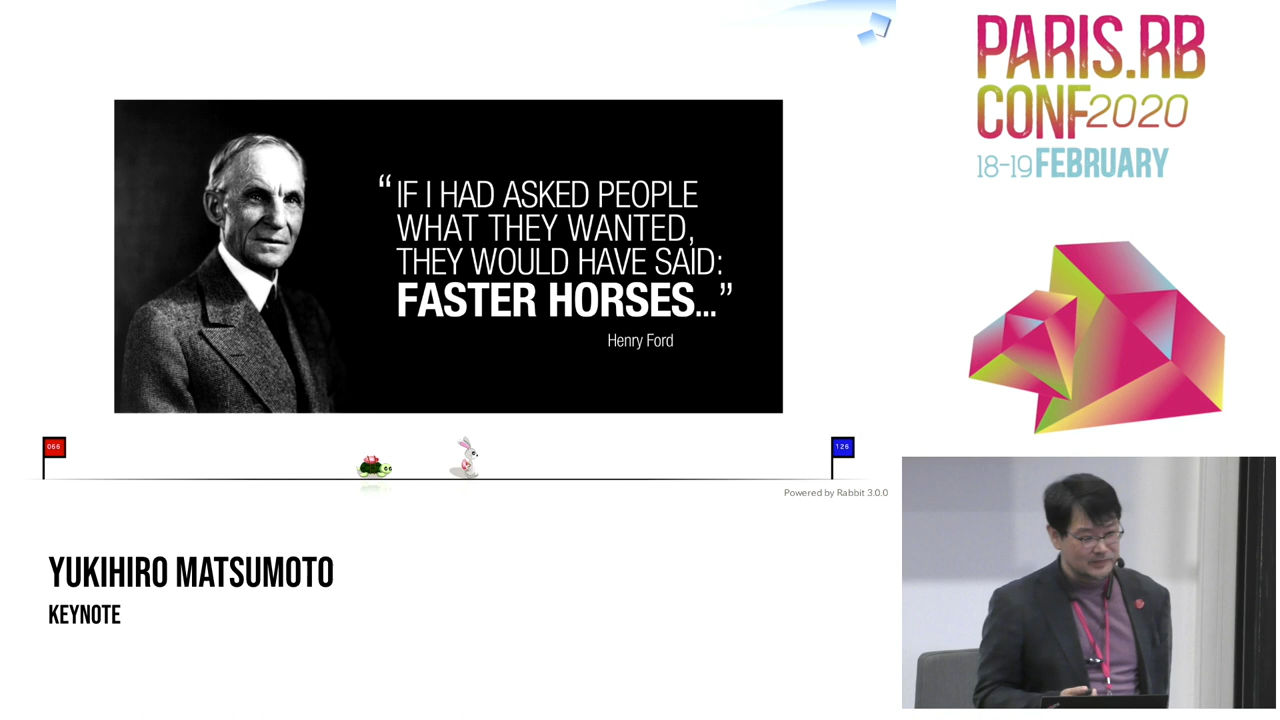 “IF I HAD ASKED PEOPLE
WHAT THEY WANTED,
THEY WOULD HAVE SAID:
FASTER HORSES...”
Henry Ford
066
126
Powered by Rabbit 3.0.0
YUKIHIRO MATSUMOTO
KEYNOTE
PARIS.RB
CONF2020
18-19 FEBRUARY